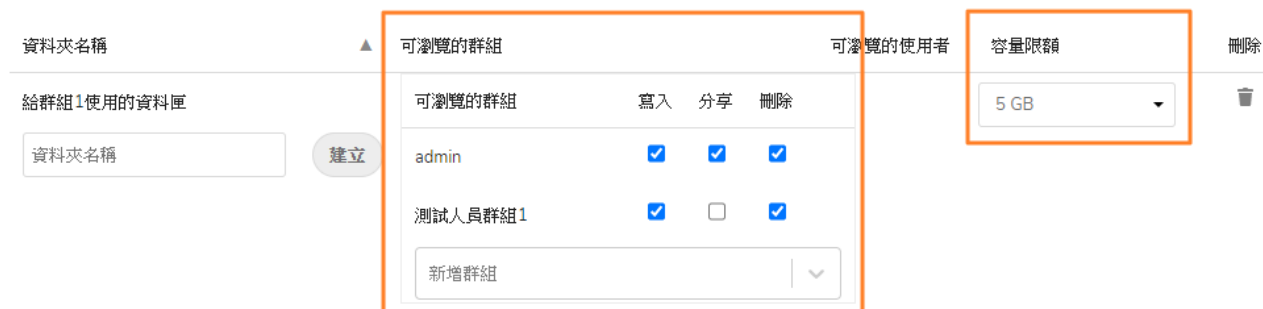 資料夾名稱 ▲ 可瀏覽的群組 可瀏覽的使用者 容量限額 刪除
給群組1使用的資料匣 可瀏覽的群組 寫入 分享 刪除 5 GB
資料夾名稱 建立 admin
測試人員群組1
新增群組